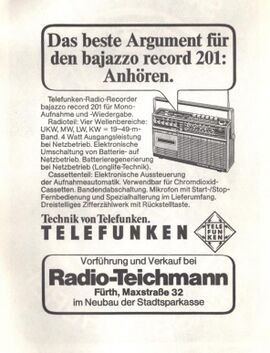 Das beste Argument für
den bajazzo record 201:
Anhören.
Telefunken-Radio-Recorder
bajazzo record 201 für Mono-
Aufnahme und -Wiedergabe.
Radioteil: Vier Wellenbereiche:
UKW, MW, LW, KW = 19–49-m-
Band. 4 Watt Ausgangsleistung
bei Netzbetrieb. Elektronische
Umschaltung von Batterie- auf
Netzbetrieb. Batterieregenerierung
bei Netzbetrieb (Longlife-Technik).
Cassettenteil: Elektronische Aussteuerung
der Aufnahmeautomatik. Verwendbar für Chromdioxid-
Cassetten. Bandendabschaltung. Mikrofon mit Start-/Stop-
Fernbedienung und Spezialhalterung im Lieferumfang.
Dreistelliges Zifferzählwerk mit Rückstelltaste.
Technik von Telefunken.
TELEFUNKEN
TELE
FUN
KEN
Vorführung und Verkauf bei
Radio-Teichmann
Fürth, Maxstraße 32
im Neubau der Stadtsparkasse